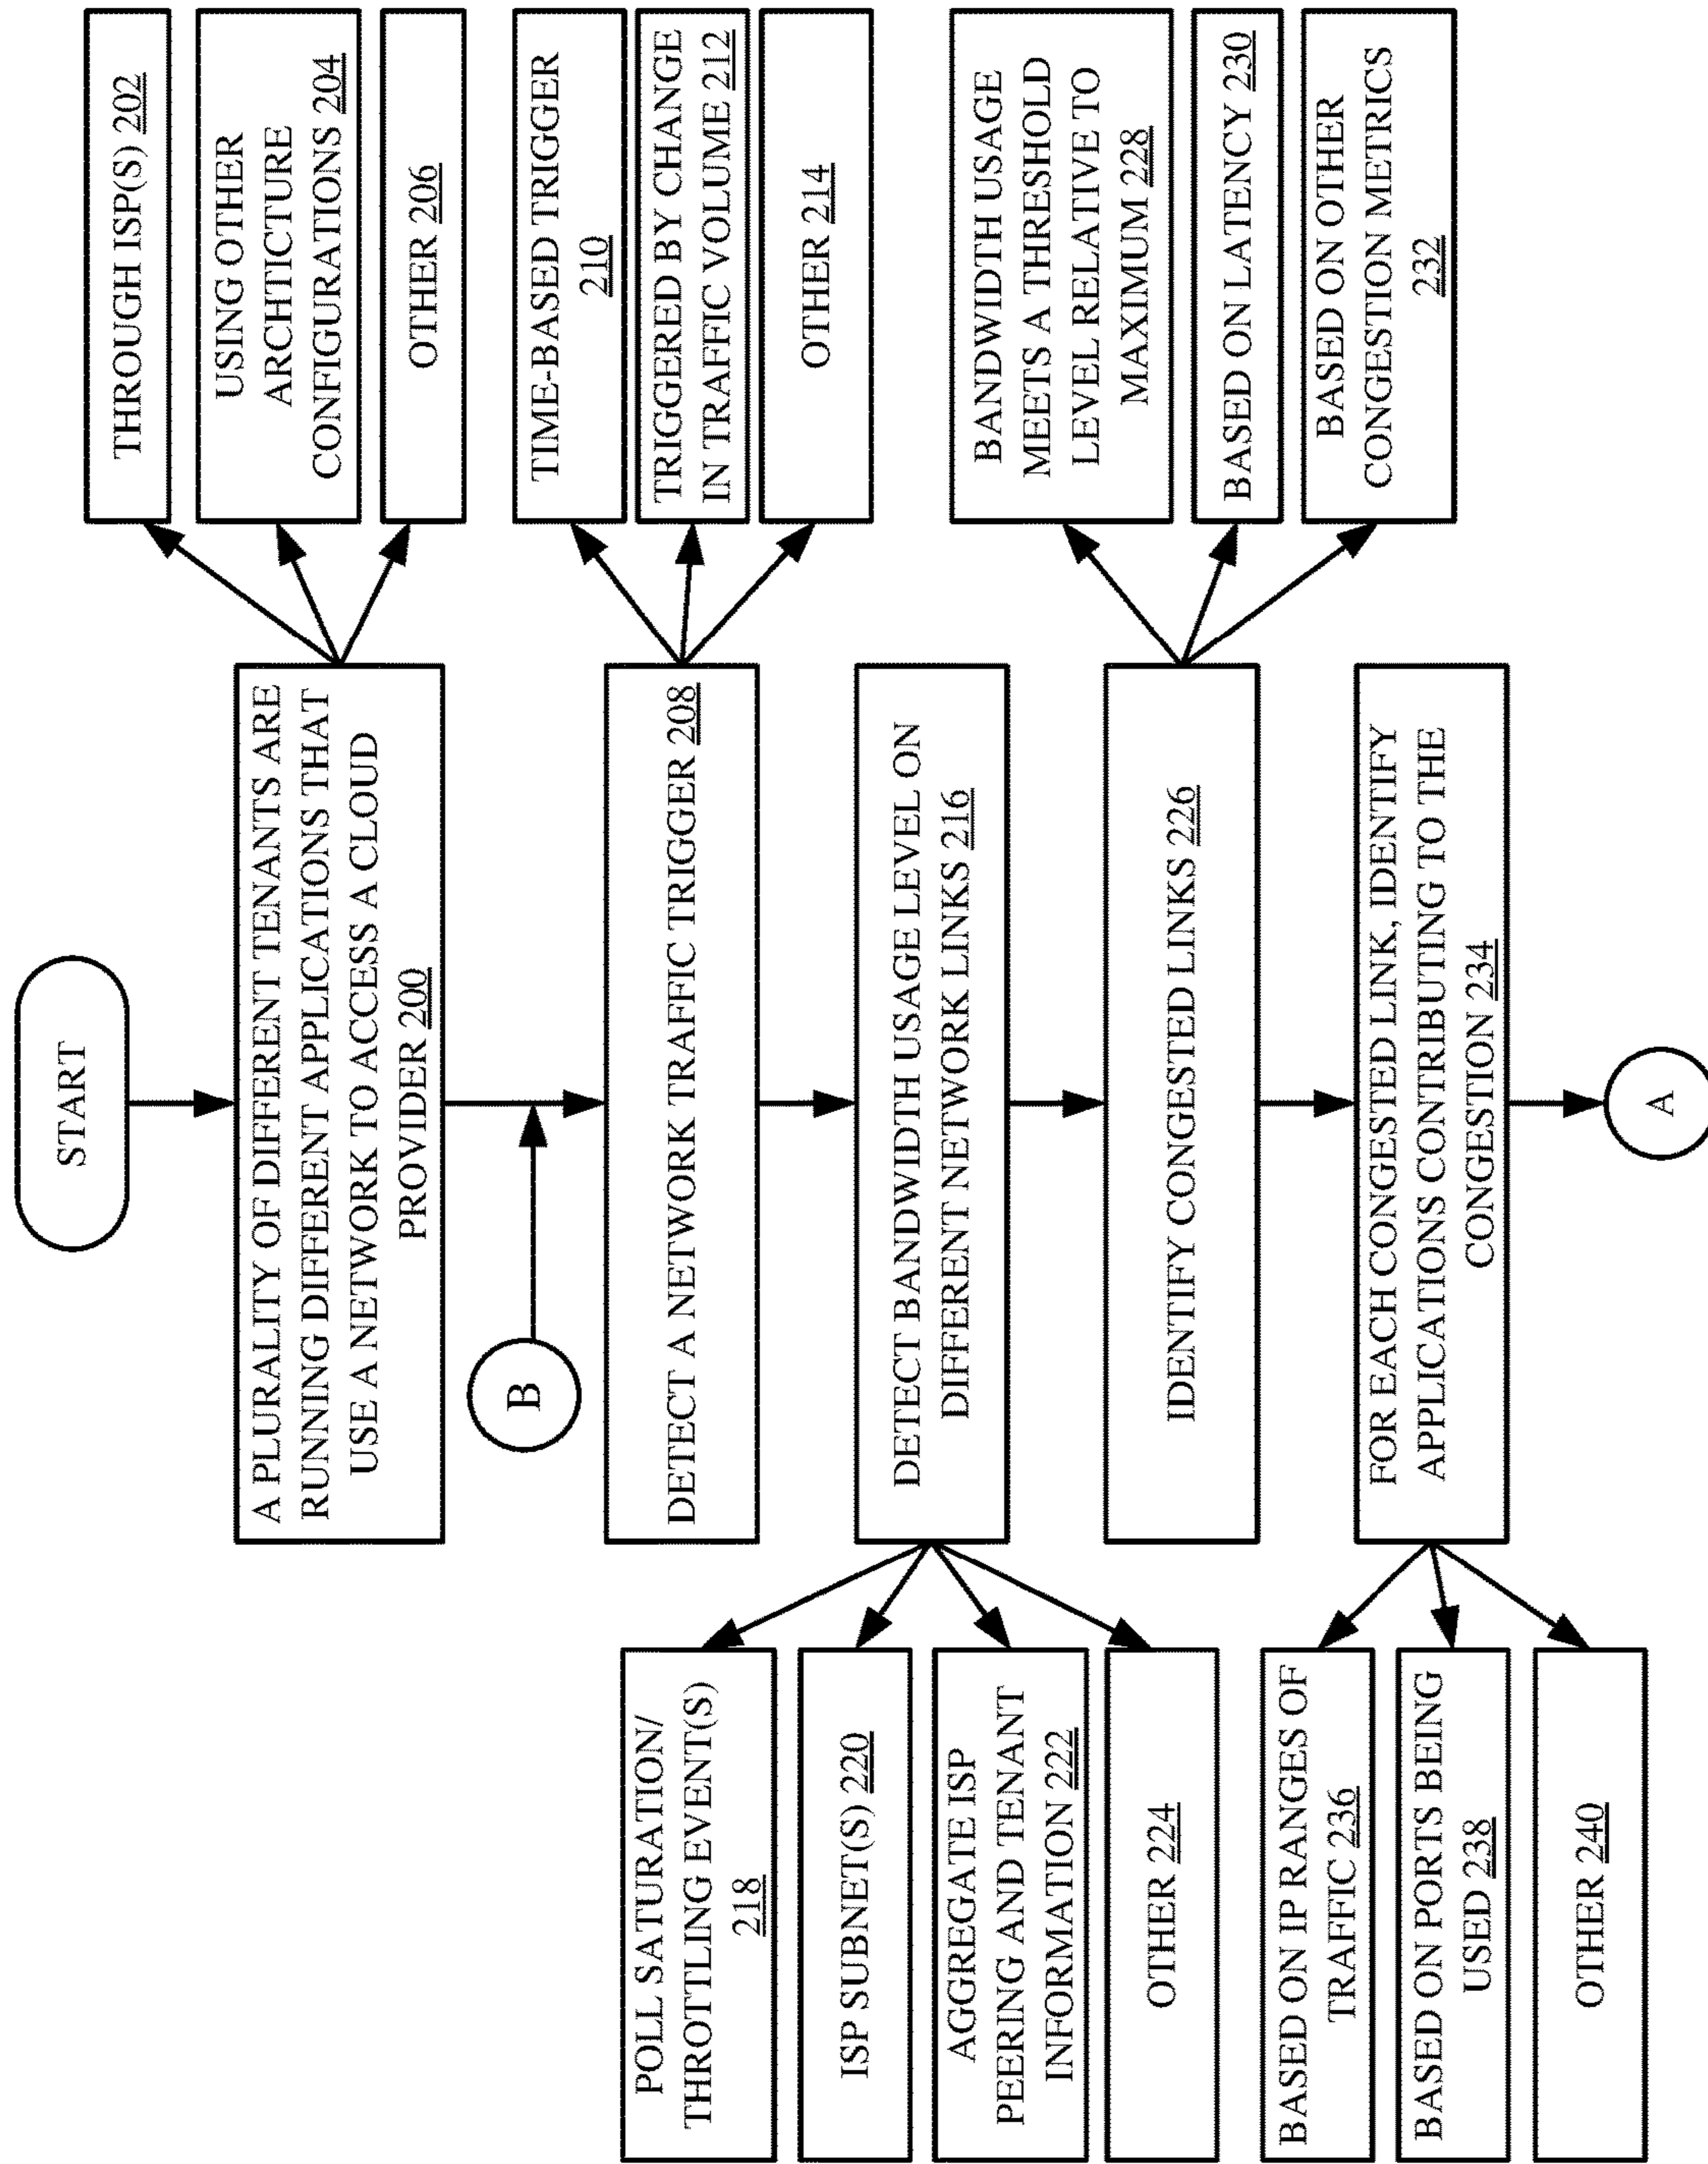 START
A PLURALITY OF DIFFERENT TENANTS ARE
RUNNING DIFFERENT APPLICATIONS THAT
USE A NETWORK TO ACCESS A CLOUD
PROVIDER 200
THROUGH ISP(S) 202
USING OTHER
ARCHTICTURE
CONFIGURATIONS 204
OTHER 206
B
DETECT A NETWORK TRAFFIC TRIGGER 208
TIME-BASED TRIGGER
210
TRIGGERED BY CHANGE
IN TRAFFIC VOLUME 212
OTHER 214
DETECT BANDWIDTH USAGE LEVEL ON
DIFFERENT NETWORK LINKS 216
POLL SATURATION/
THROTTLING EVENT(S)
218
ISP SUBNET(S) 220
AGGREGATE ISP
PEERING AND TENANT
INFORMATION 222
OTHER 224
IDENTIFY CONGESTED LINKS 226
BANDWIDTH USAGE
MEETS A THRESHOLD
LEVEL RELATIVE TO
MAXIMUM 228
BASED ON LATENCY 230
BASED ON OTHER
CONGESTION METRICS
232
FOR EACH CONGESTED LINK, IDENTIFY
APPLICATIONS CONTRIBUTING TO THE
CONGESTION 234
BASED ON IP RANGES OF
TRAFFIC 236
BASED ON PORTS BEING
USED 238
OTHER 240
A